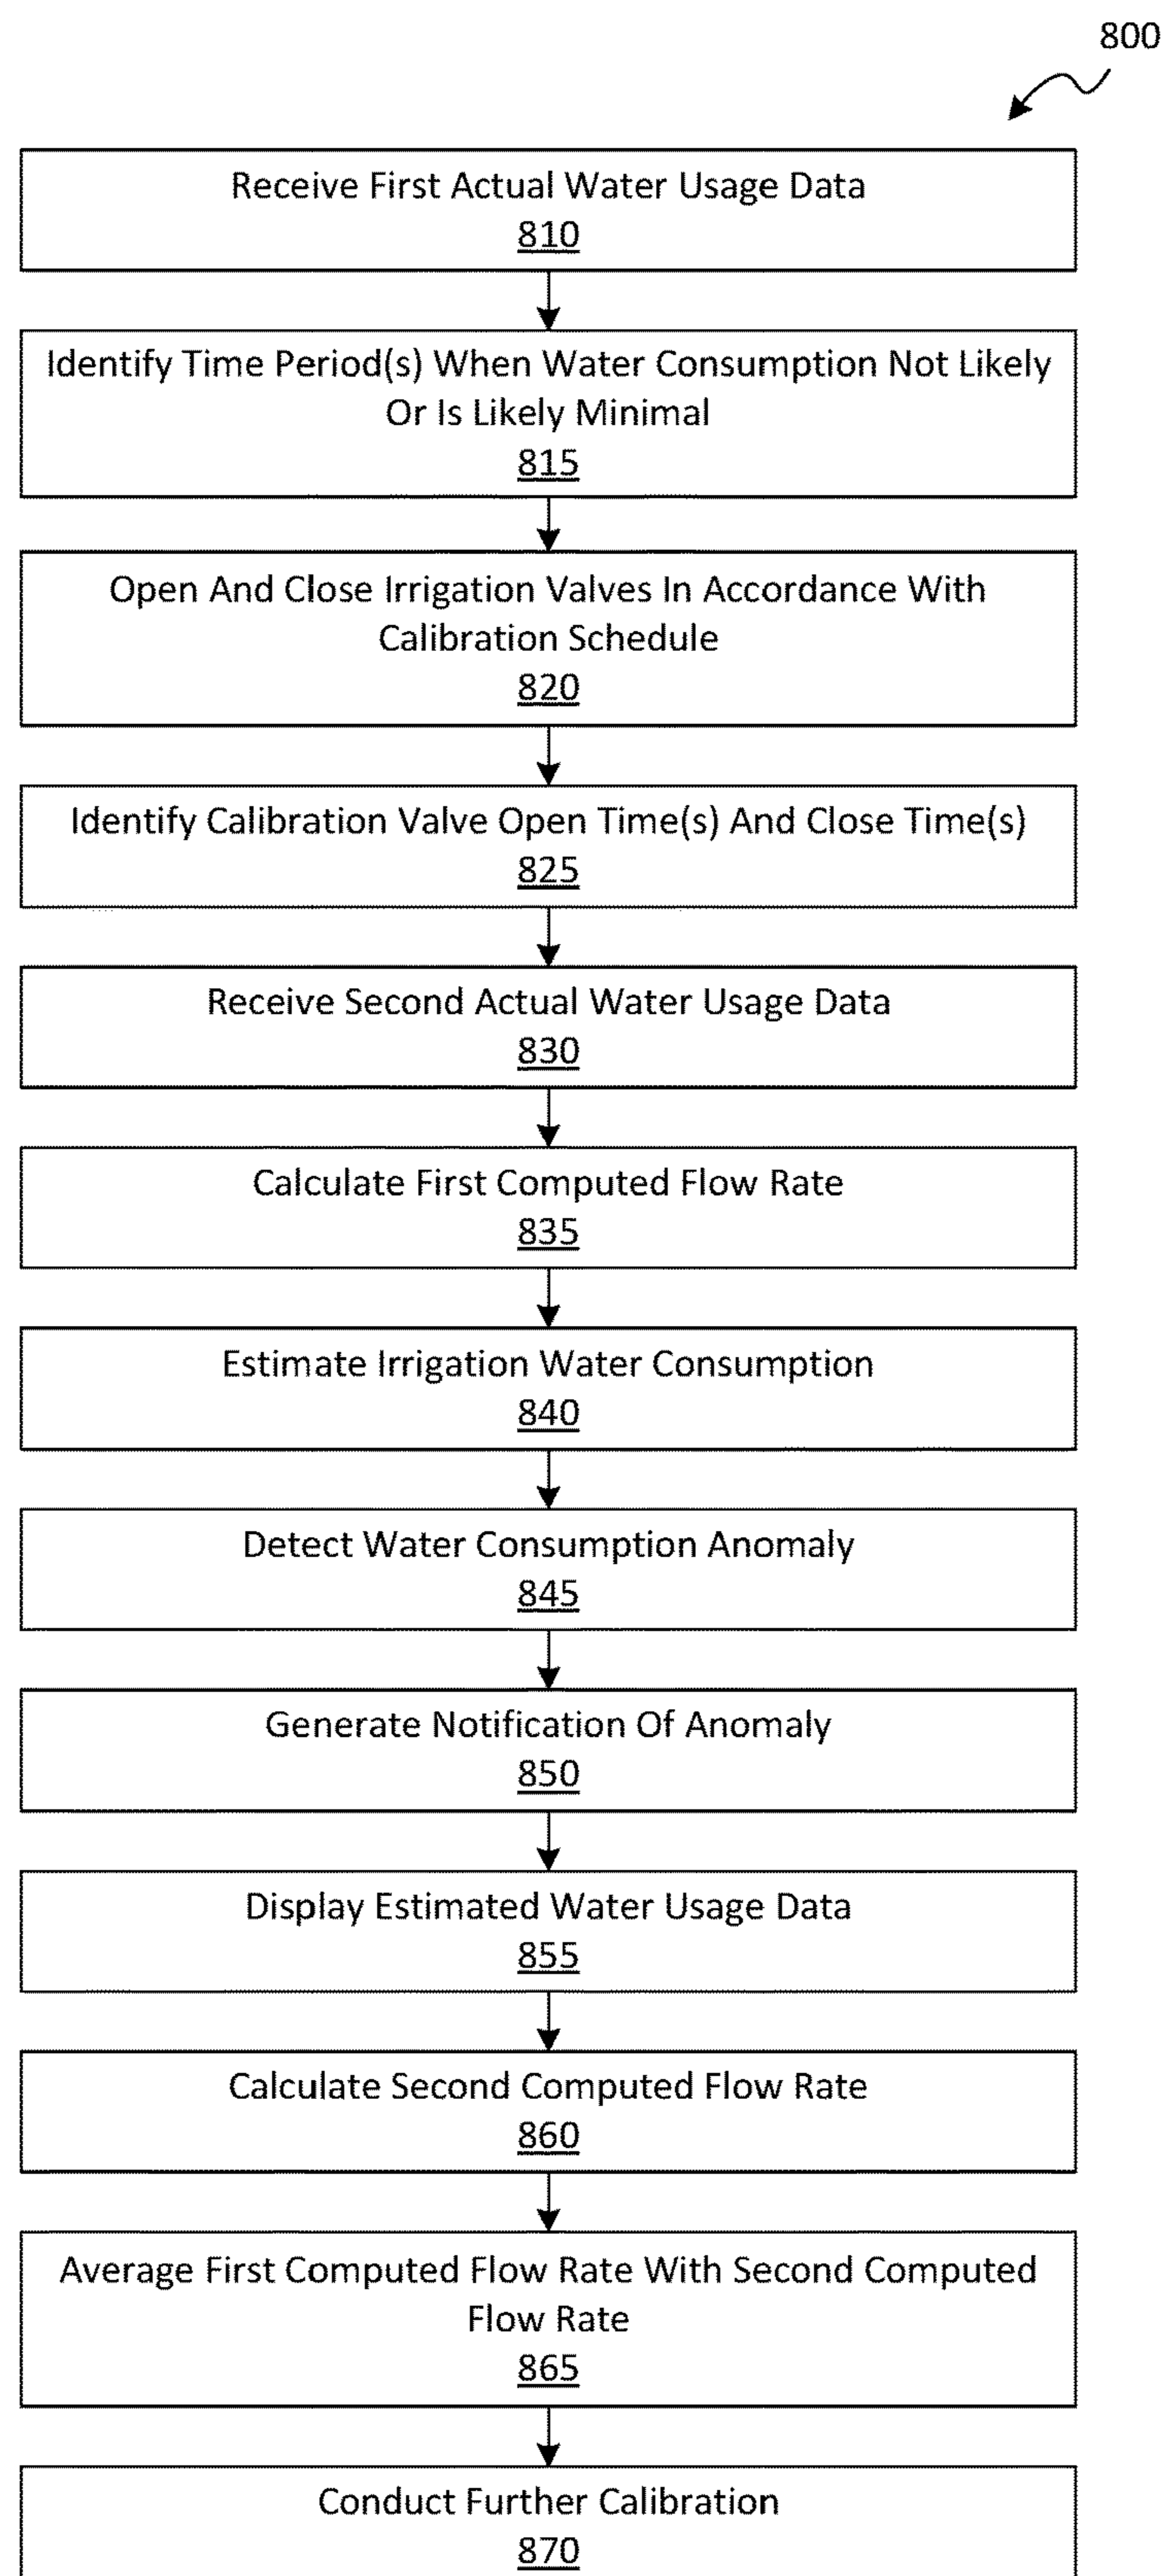 800
Receive First Actual Water Usage Data
810
Identify Time Period(s) When Water Consumption Not Likely
Or Is Likely Minimal
815
Open And Close Irrigation Valves In Accordance With
Calibration Schedule
820
Identify Calibration Valve Open Time(s) And Close Time(s)
825
Receive Second Actual Water Usage Data
830
Calculate First Computed Flow Rate
835
Estimate Irrigation Water Consumption
840
Detect Water Consumption Anomaly
845
Generate Notification Of Anomaly
850
Display Estimated Water Usage Data
855
Calculate Second Computed Flow Rate
860
Average First Computed Flow Rate With Second Computed
Flow Rate
865
Conduct Further Calibration
870